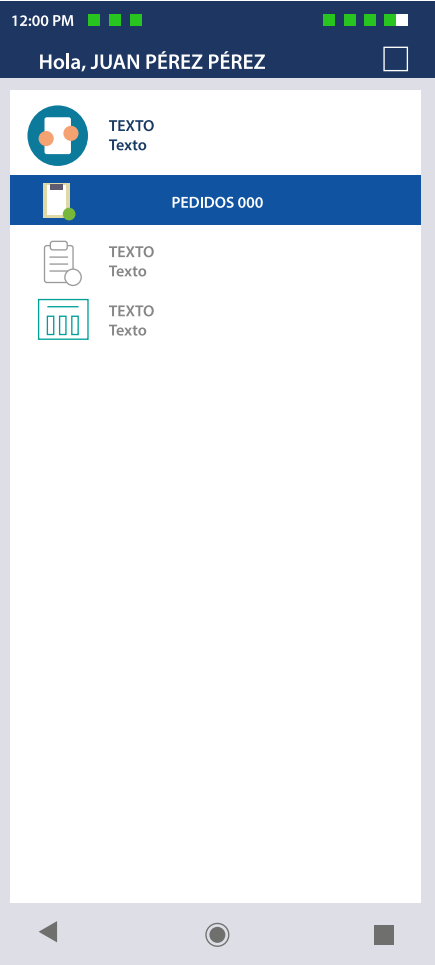 12:00 PM
Hola, JUAN PÉREZ PÉREZ
TEXTO
Texto
PEDIDOS 000
TEXTO
Texto
TEXTO
Texto